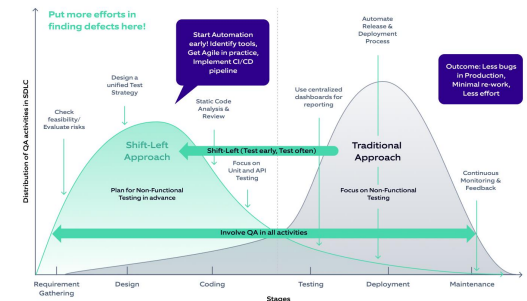 Put more efforts in
finding defects here!
Start Automation
early! Identify tools,
Get Agile in practice,
Implement CI/CD
pipeline
Automate
Release &
Deployment
Process
Outcome: Less bugs
in Production,
Minimal re-work,
Less effort
Design a
unified Test
Strategy
Static Code
Analysis &
Review
Use centralized
dashboards for
reporting
Check
feasibility/
Evaluate risks
Shift-Left
Approach
Shift-Left (Test early, Test often)
Traditional
Approach
Focus on
Unit and API
Testing
Continuous
Monitoring &
Feedback
Plan for Non-Functional
Testing in advance
Focus on Non-Functional
Testing
Involve QA in all activities
Distribution of QA activities in SDLC
Requirement
Gathering
Design
Coding
Testing
Deployment
Maintenance
Stages